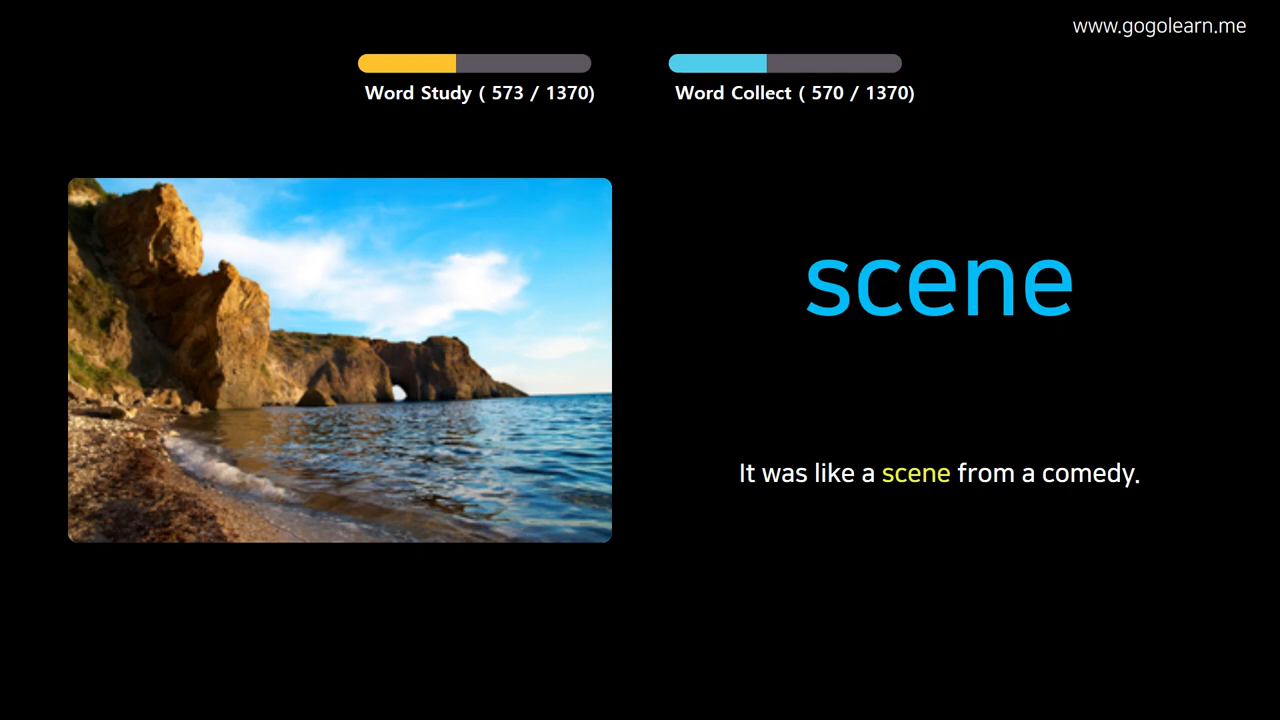 www.gogolearn.me
Word Study ( 573 / 1370)
Word Collect ( 570 / 1370)
scene
It was like a scene from a comedy.